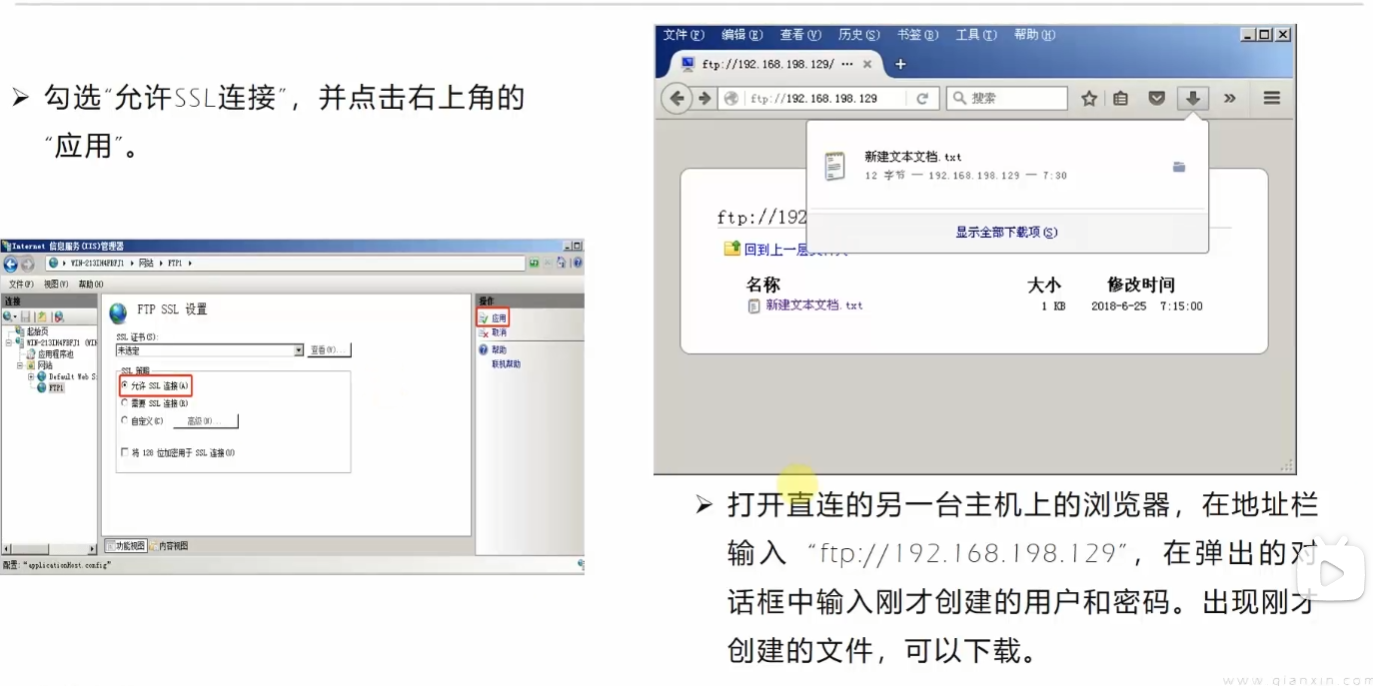 勾选“允许SSL连接”，并点击右上角的
“应用”。
Internet 信息服务(IIS)管理器
网站 FTP1
文件(F) 视图(V) 帮助(H)
连接
起始页
应用程序池
网站
Default Web S
FTP1
FTP SSL 设置
SSL 证书(S):
未选定
查看(V)...
SSL 策略
允许 SSL 连接(A)
需要 SSL 连接(R)
自定义(C)
高级(N)...
将 128 位加密用于 SSL 连接(U)
功能视图 内容视图
操作
应用
取消
帮助
联机帮助
配置: "applicationHost.config"
文件(F) 编辑(E) 查看(V) 历史(S) 书签(B) 工具(T) 帮助(H)
ftp://192.168.198.129/ ...
ftp://192.168.198.129
搜索
新建文本文档.txt
12 字节 — 192.168.198.129 — 7:30
显示全部下载项(S)
ftp://192
回到上一层文件夹
名称 大小 修改时间
新建文本文档.txt 1 KB 2018-6-25 7:15:00
打开直连的另一台主机上的浏览器，在地址栏
输入 “ftp://192.168.198.129”，在弹出的对
话框中输入刚才创建的用户和密码。出现刚才
创建的文件，可以下载。
www.qianxin.com